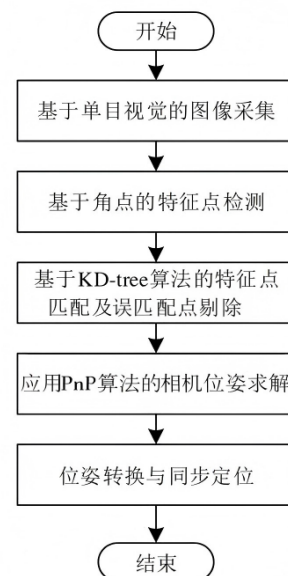 开始
基于单目视觉的图像采集
基于角点的特征点检测
基于KD-tree算法的特征点
匹配及误匹配点剔除
应用PnP算法的相机位姿求解
位姿转换与同步定位
结束